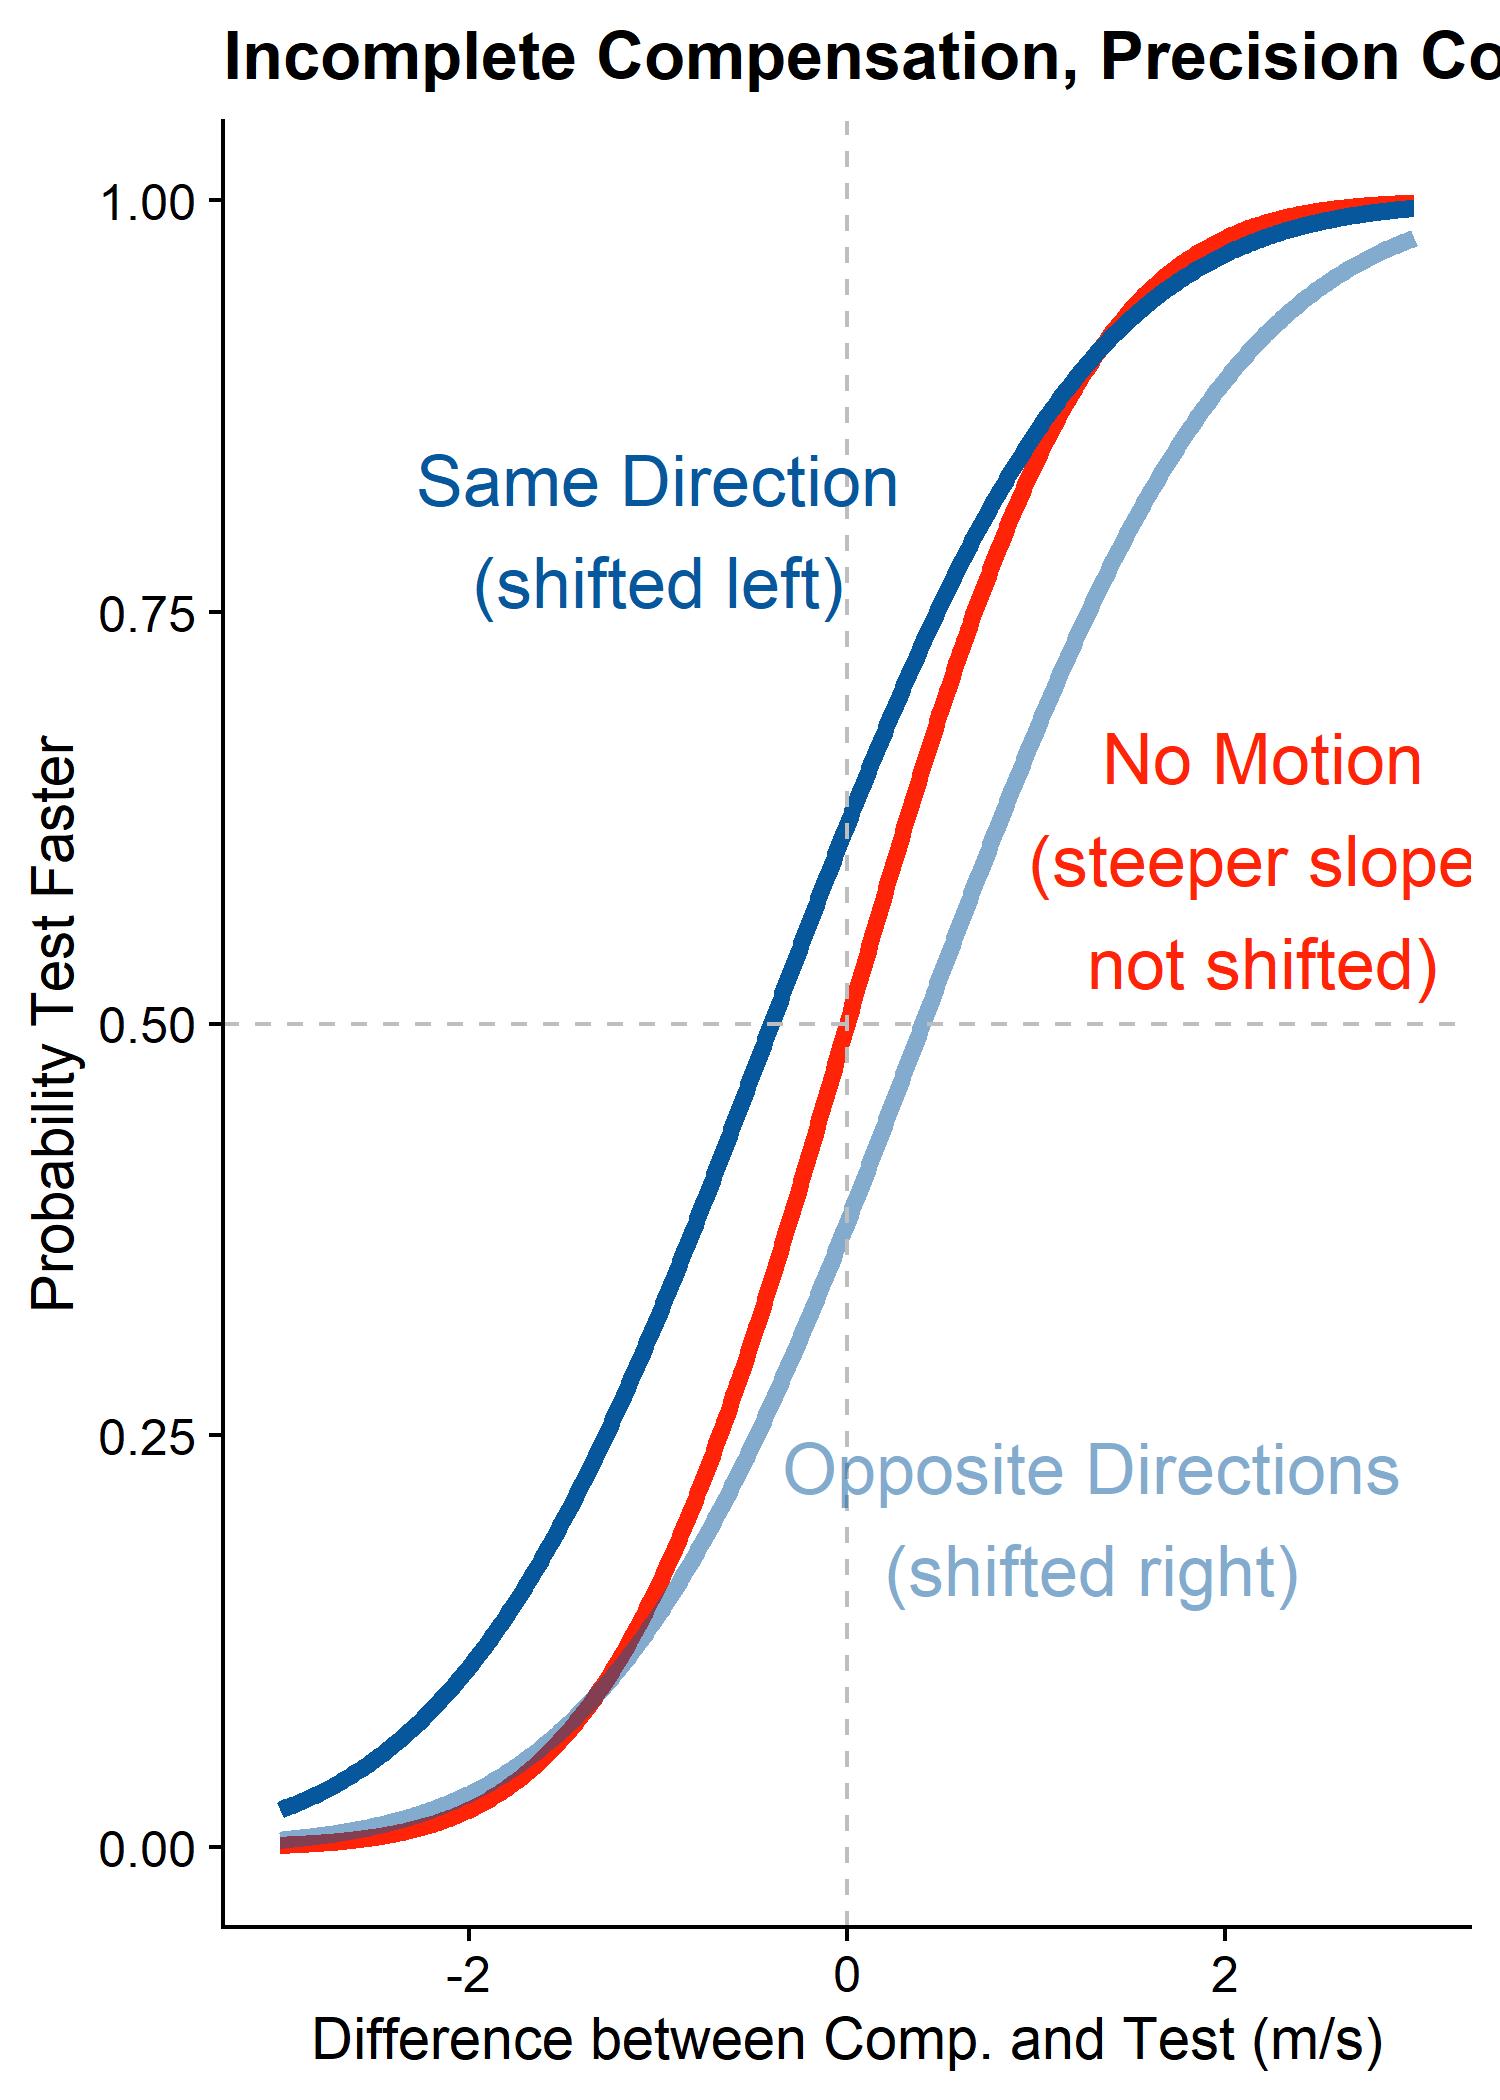 Incomplete Compensation, Precision Co
1.00
Same Direction
(shifted left)
0.75
No Motion
(steeper slope
not shifted)
0.50
0.25
Opposite Directions
(shifted right)
0.00
Probability Test Faster
-2
0
2
Difference between Comp. and Test (m/s)